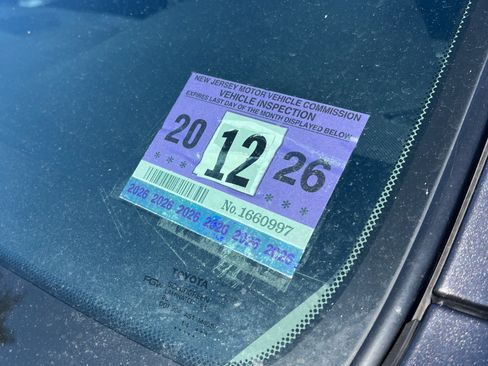 NEW JERSEY MOTOR VEHICLE COMMISSION
VEHICLE INSPECTION
EXPIRES LAST DAY OF THE MONTH DISPLAYED BELOW
20 12 26
* * * * * *
No. 1660997
2026 2026 2026 2026 2026 2026 2026
TOYOTA